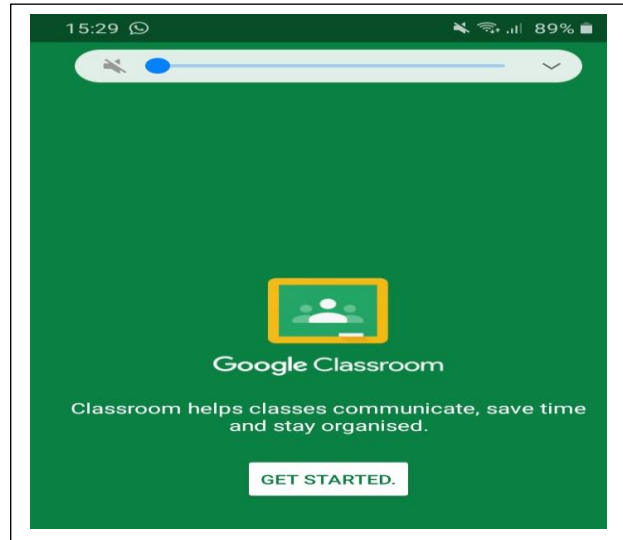 15:29 89%
Google Classroom
Classroom helps classes communicate, save time
and stay organised.
GET STARTED.